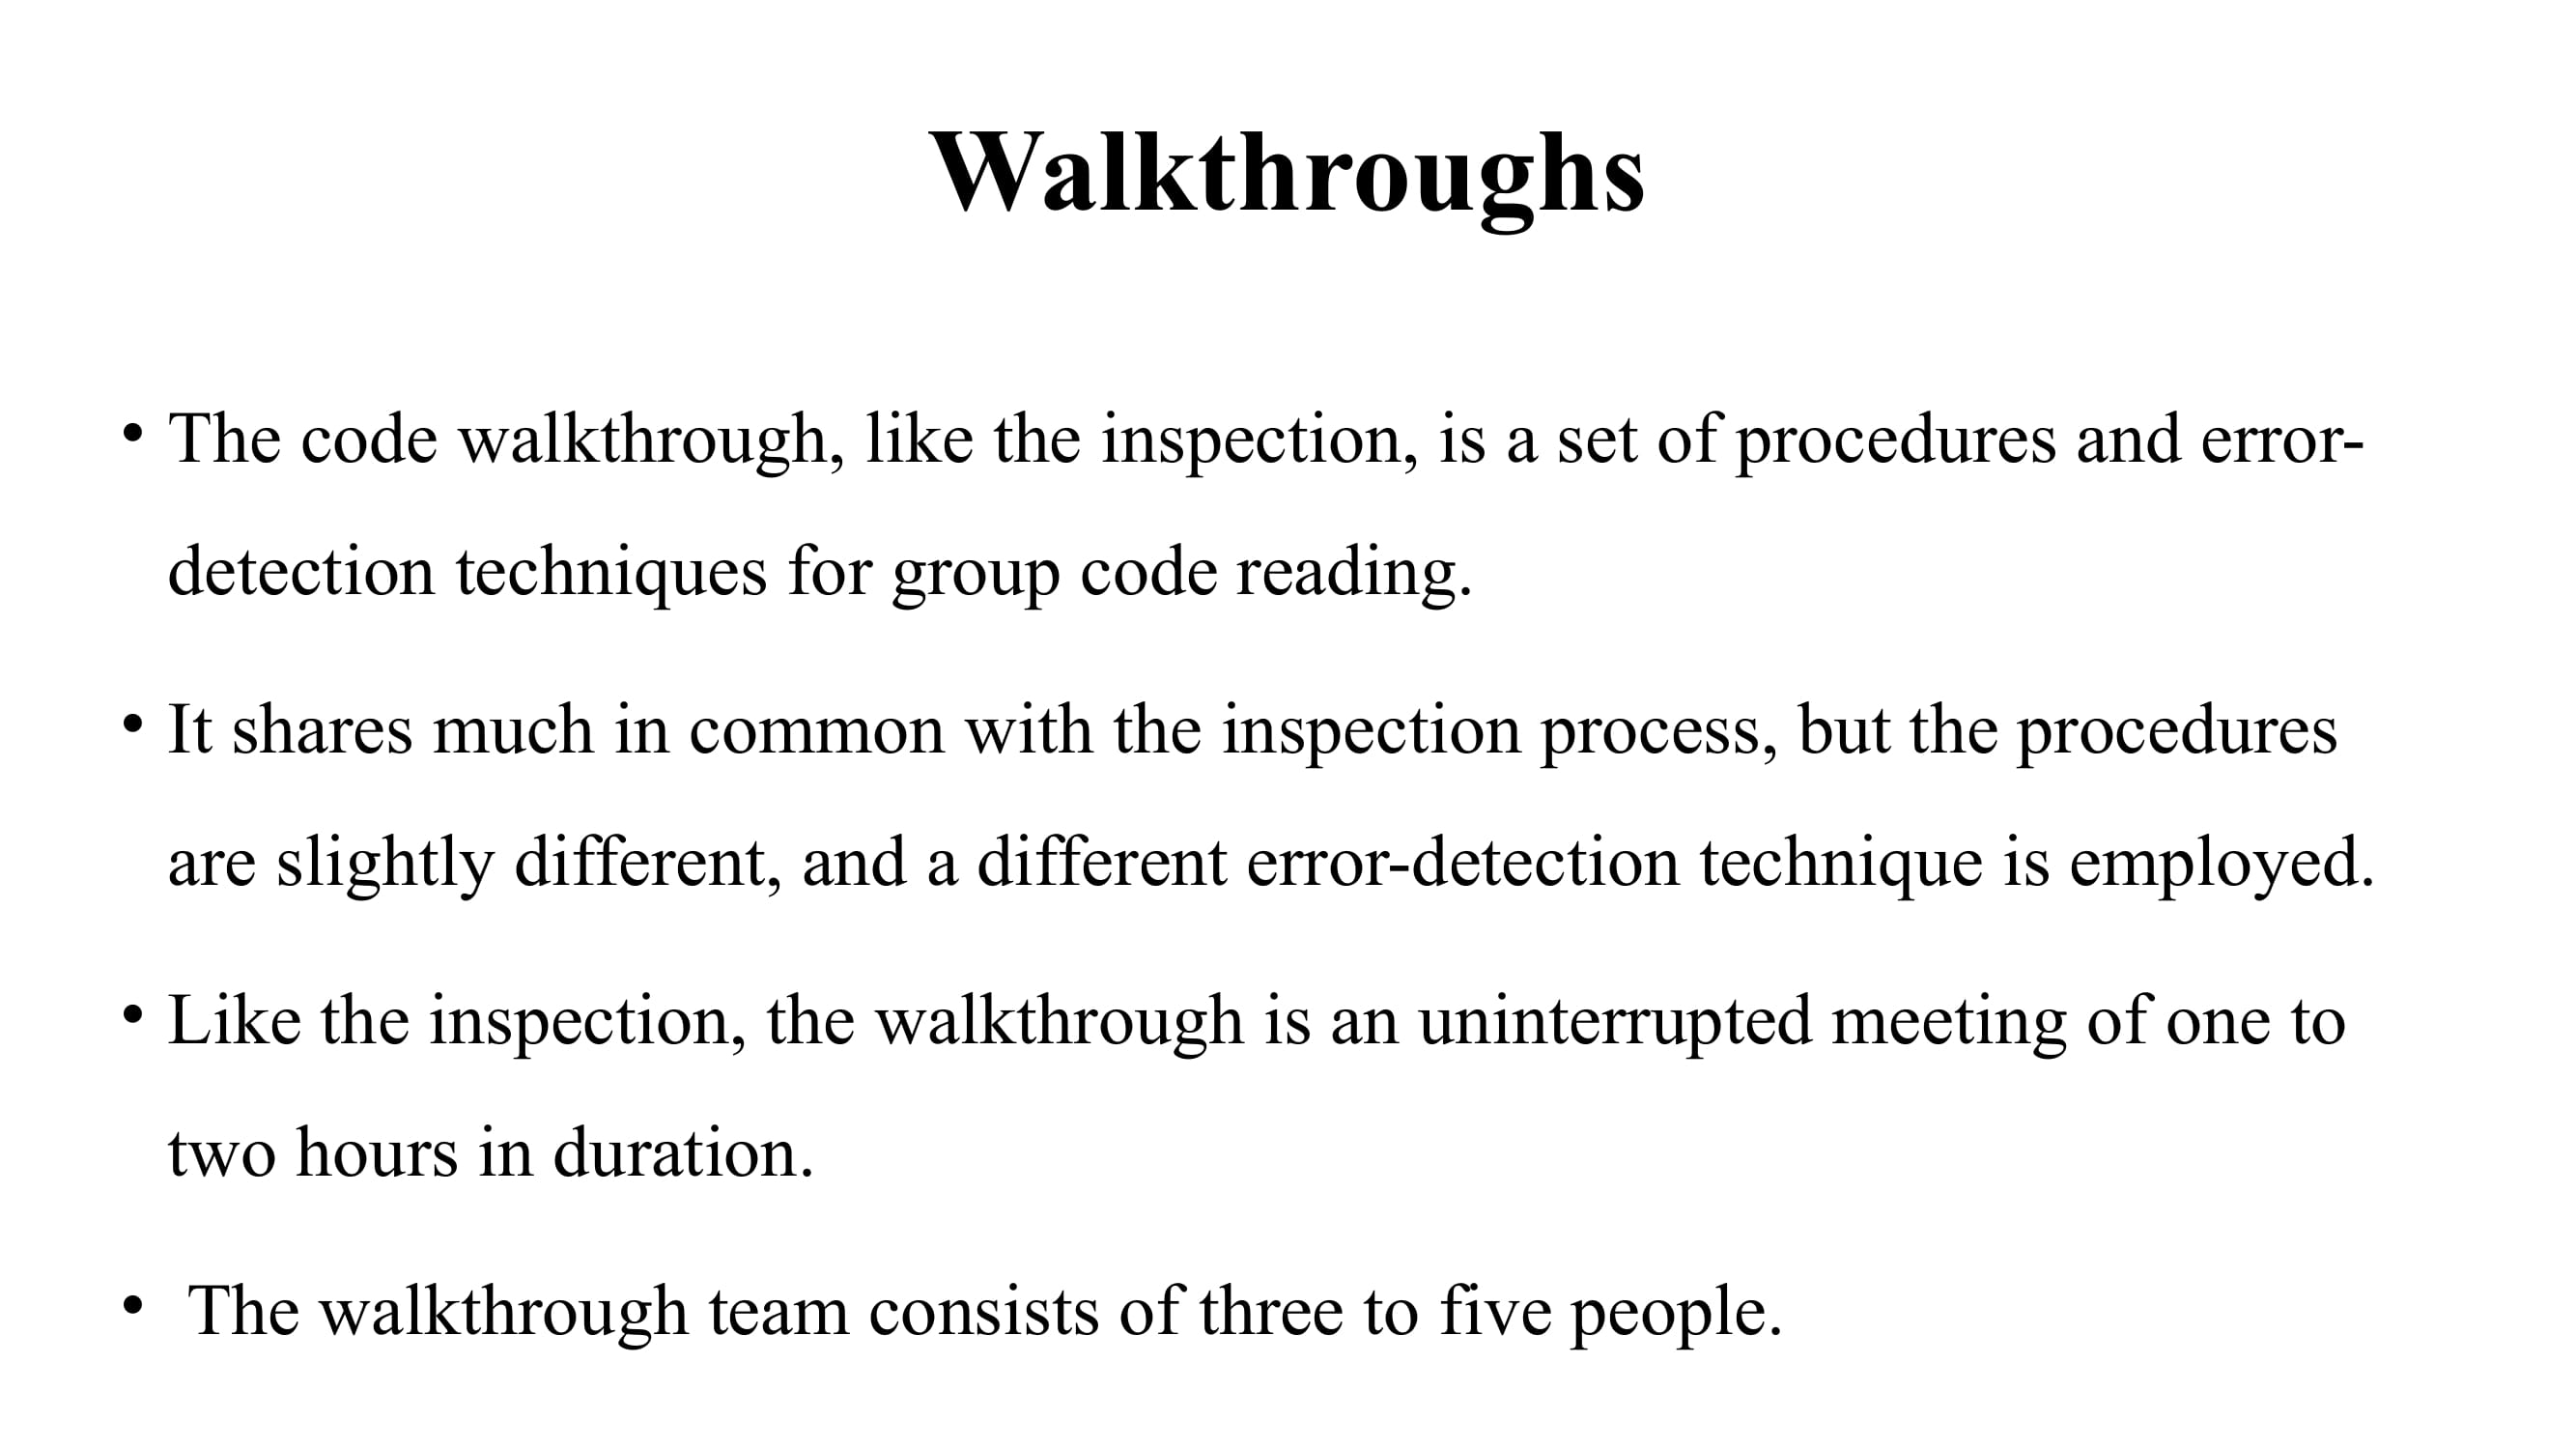 Walkthroughs
• The code walkthrough, like the inspection, is a set of procedures and error-
detection techniques for group code reading.
• It shares much in common with the inspection process, but the procedures
are slightly different, and a different error-detection technique is employed.
• Like the inspection, the walkthrough is an uninterrupted meeting of one to
two hours in duration.
• The walkthrough team consists of three to five people.